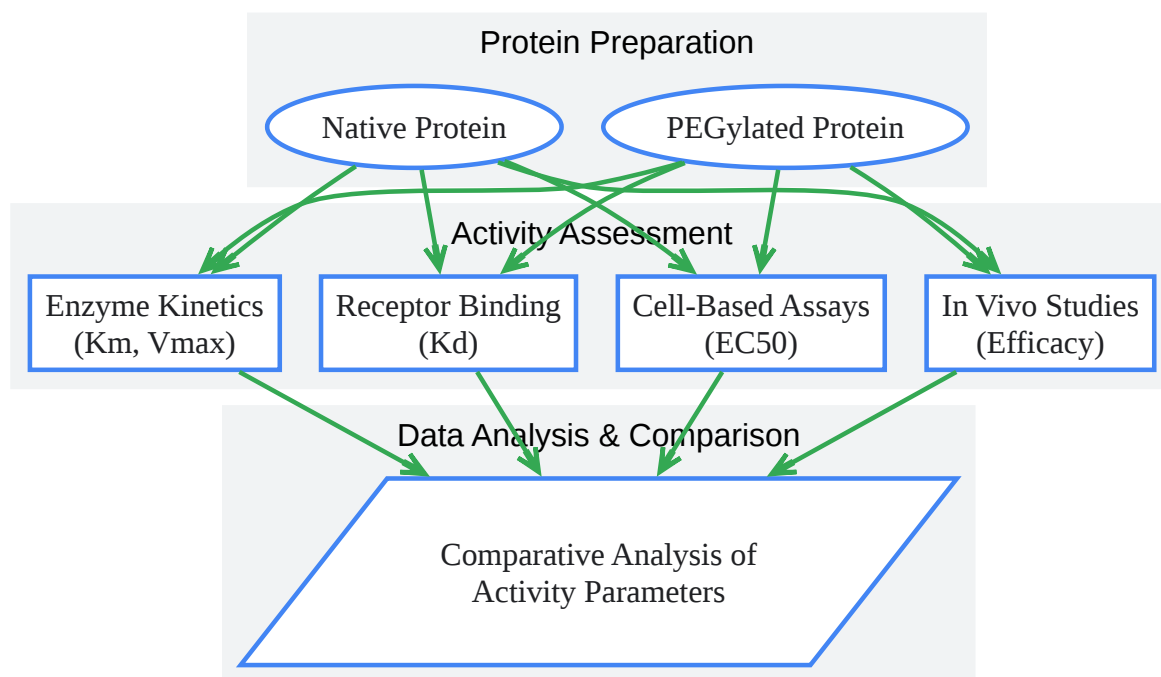 Protein Preparation
Native Protein
PEGylated Protein
Activity Assessment
Enzyme Kinetics
(Km, Vmax)
Receptor Binding
(Kd)
Cell-Based Assays
(EC50)
In Vivo Studies
(Efficacy)
Data Analysis & Comparison
Comparative Analysis of
Activity Parameters